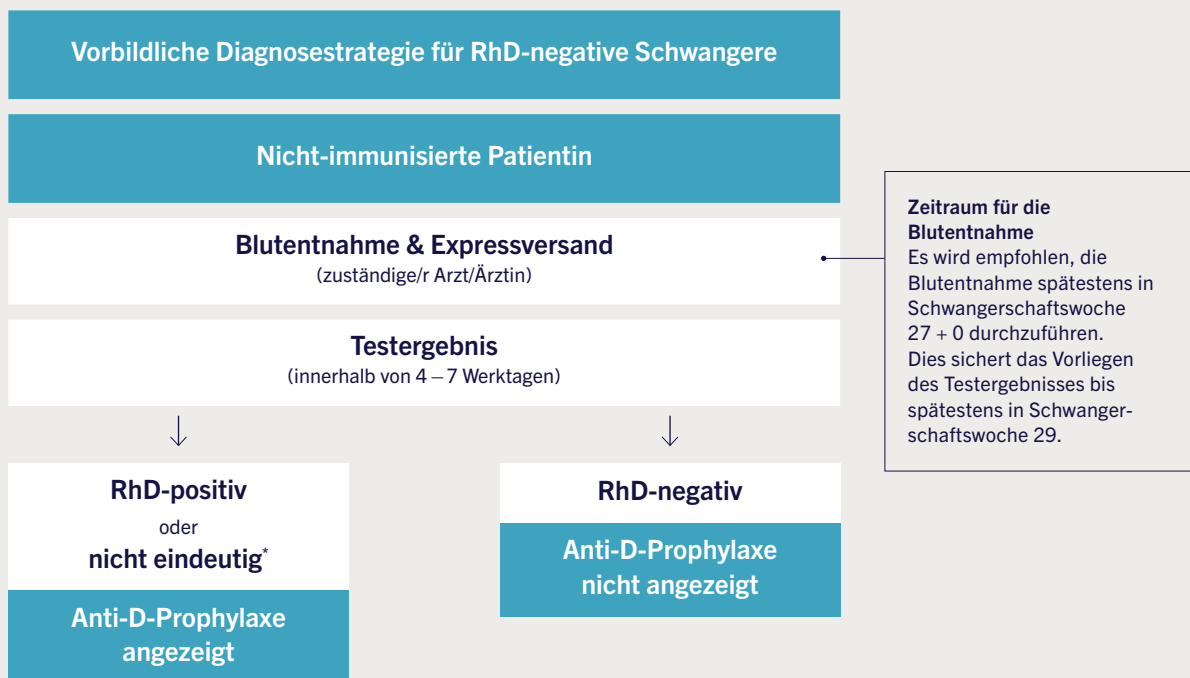 Vorbildliche Diagnosestrategie für RhD-negative Schwangere
Nicht-immunisierte Patientin
Blutentnahme & Expressversand
(zuständige/r Arzt/Ärztin)
Zeitraum für die
Blutentnahme
Es wird empfohlen, die
Blutentnahme spätestens in
Schwangerschaftswoche
27 + 0 durchzuführen.
Dies sichert das Vorliegen
des Testergebnisses bis
spätestens in Schwanger-
schaftswoche 29.
Testergebnis
(innerhalb von 4 – 7 Werktagen)
RhD-positiv
oder
nicht eindeutig*
Anti-D-Prophylaxe
angezeigt
RhD-negativ
Anti-D-Prophylaxe
nicht angezeigt